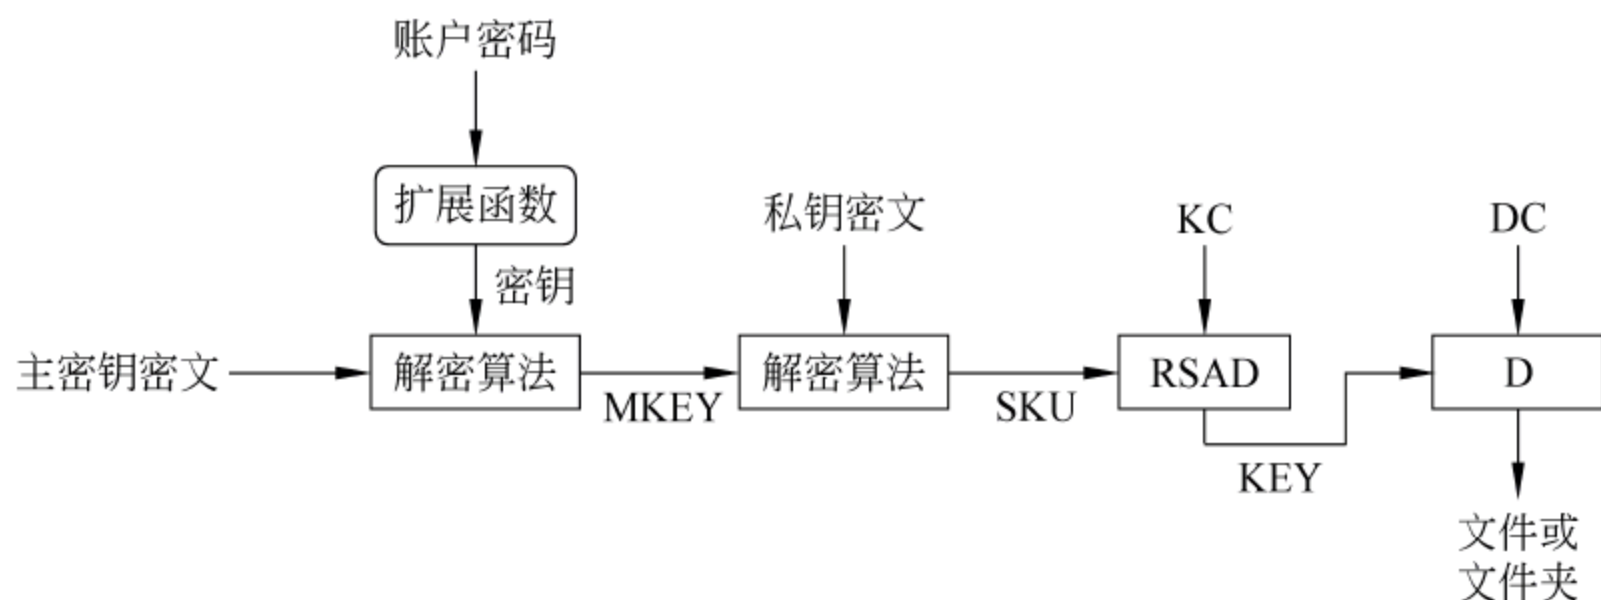 账户密码
扩展函数
密钥
私钥密文
KC
DC
主密钥密文
解密算法
MKEY
解密算法
SKU
RSAD
KEY
D
文件或
文件夹